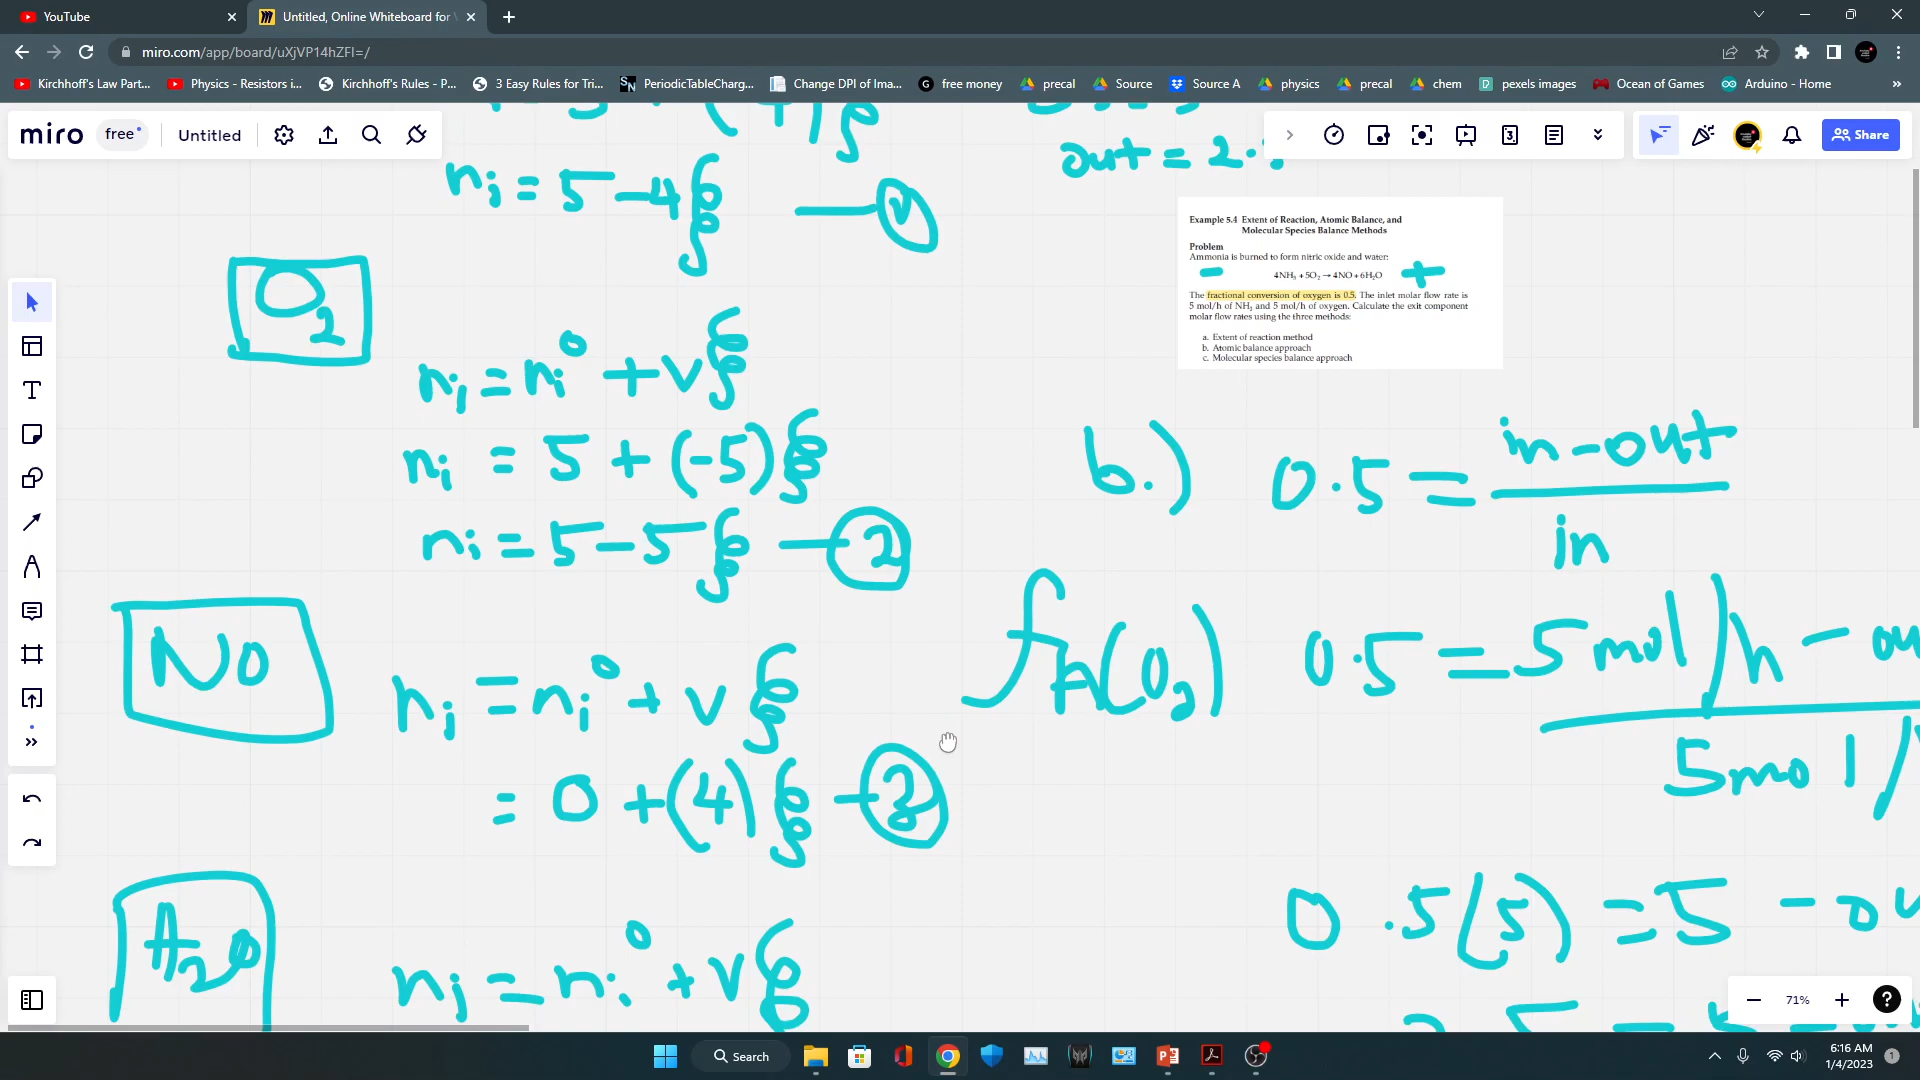 YouTube
Untitled, Online Whiteboard for
miro.com/app/board/uXjVP14hZFI=/
Kirchhoff's Law Part...
Physics - Resistors i...
Kirchhoff's Rules - P...
3 Easy Rules for Tri...
PeriodicTableCharg...
Change DPI of Ima...
free money
precal
Source
Source A
physics
precal
chem
pexels images
Ocean of Games
Arduino - Home
miro
free
Untitled
3
Share
out = 2.
ni = 5 - 4ξ
Example 5.4 Extent of Reaction, Atomic Balance, and
Molecular Species Balance Methods
Problem
Ammonia is burned to form nitric oxide and water:
4NH₃ + 5O₂ → 4NO + 6H₂O
- +
The fractional conversion of oxygen is 0.5. The inlet molar flow rate is
5 mol/h of NH₃ and 5 mol/h of oxygen. Calculate the exit component
molar flow rates using the three methods:
a. Extent of reaction method
b. Atomic balance approach
c. Molecular species balance approach
O2
ni = ni° + vξ
ni = 5 + (-5)ξ
ni = 5 - 5ξ — 2
b.) 0.5 = in - out
in
NO
ni = ni° + vξ
= 0 + (4)ξ — 3
(O2) 0.5 = 5 mol/h - ou
5 mol/
H2O
ni = ni° + vξ
0.5(5) = 5 - ou
71%
Search
6:16 AM
1/4/2023
1